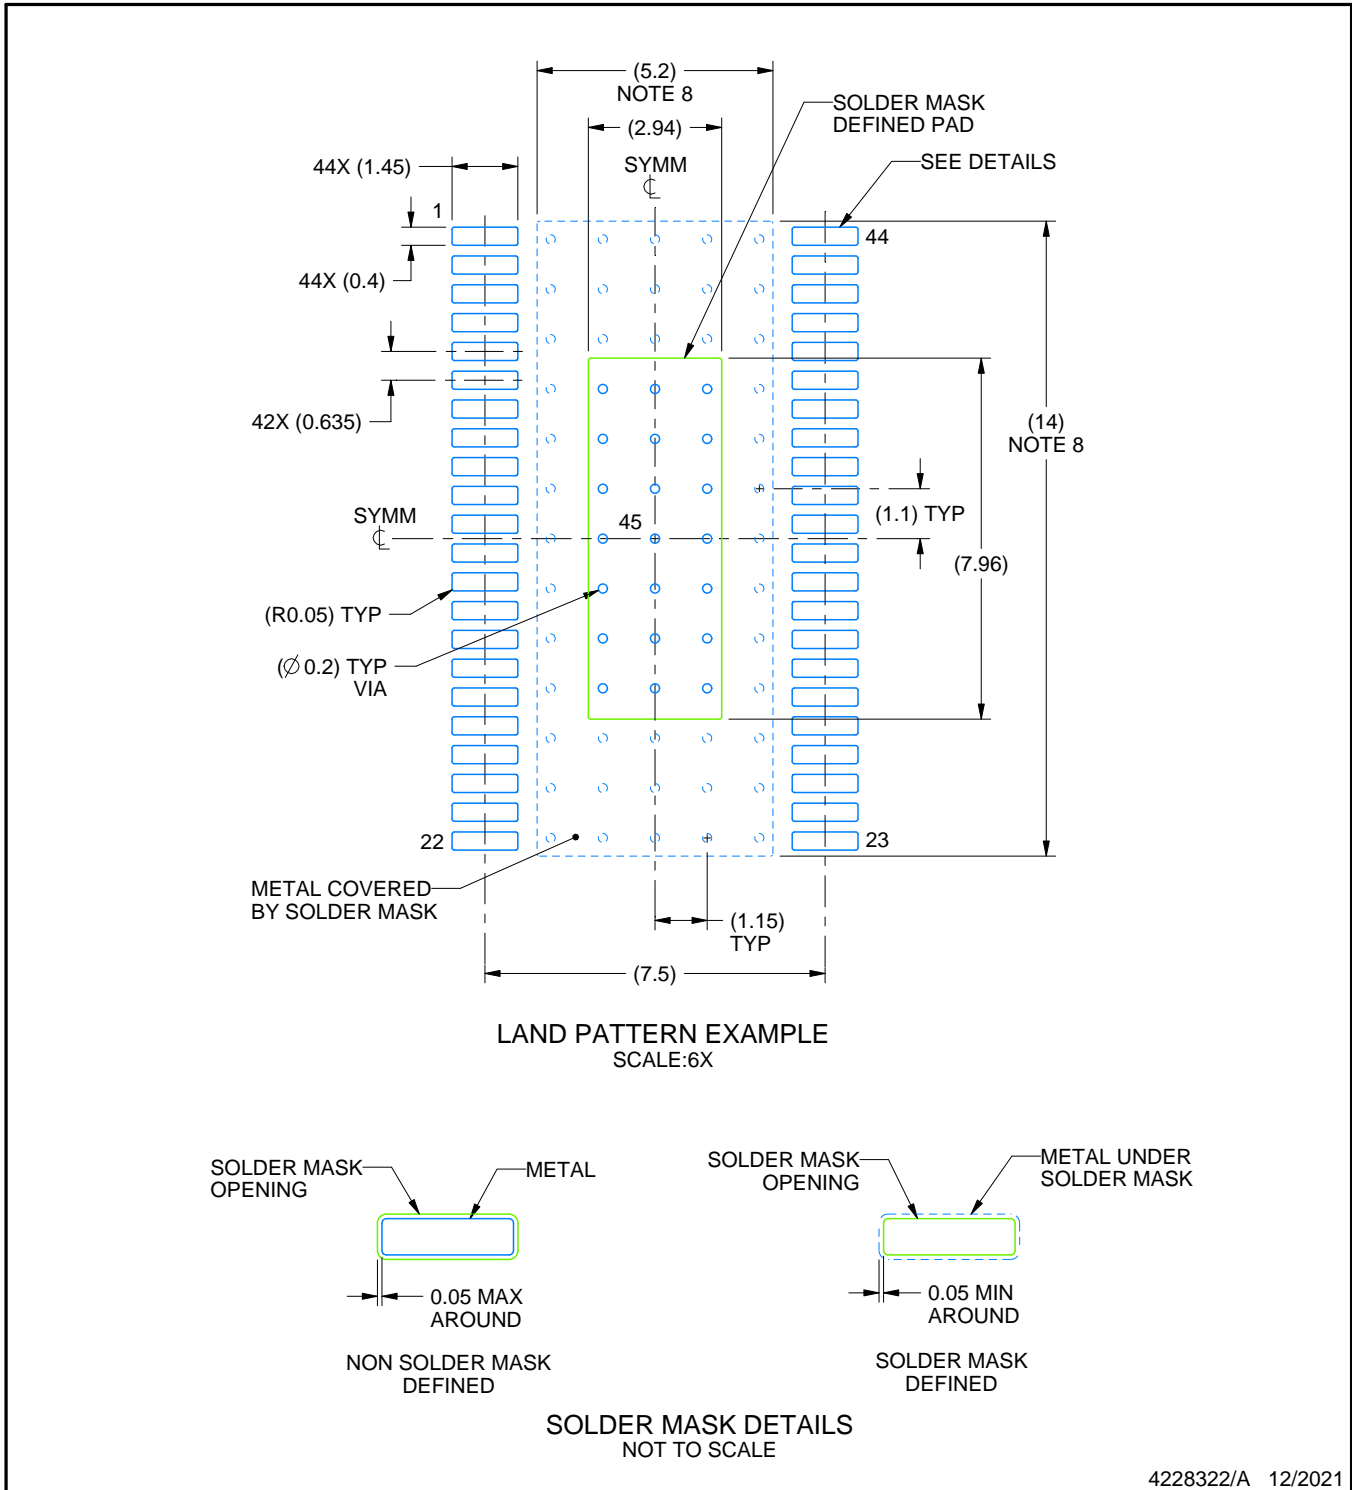 (5.2)
NOTE 8
SOLDER MASK
DEFINED PAD
(2.94)
44X (1.45)
SYMM
SEE DETAILS
1
44
44X (0.4)
42X (0.635)
(14)
NOTE 8
SYMM
45
(1.1) TYP
(7.96)
(R0.05) TYP
(∅ 0.2) TYP
VIA
22
23
METAL COVERED
BY SOLDER MASK
(1.15)
TYP
(7.5)
LAND PATTERN EXAMPLE
SCALE:6X
SOLDER MASK
OPENING
METAL
0.05 MAX
AROUND
NON SOLDER MASK
DEFINED
SOLDER MASK
OPENING
METAL UNDER
SOLDER MASK
0.05 MIN
AROUND
SOLDER MASK
DEFINED
SOLDER MASK DETAILS
NOT TO SCALE
4228322/A 12/2021